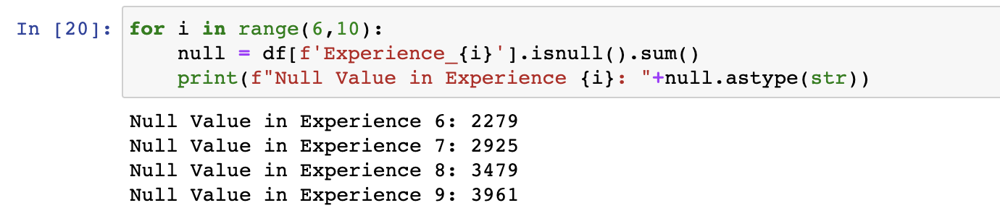 In [20]: for i in range(6,10):
    null = df[f'Experience_{i}'].isnull().sum()
    print(f"Null Value in Experience {i}: "+null.astype(str))
Null Value in Experience 6: 2279
Null Value in Experience 7: 2925
Null Value in Experience 8: 3479
Null Value in Experience 9: 3961